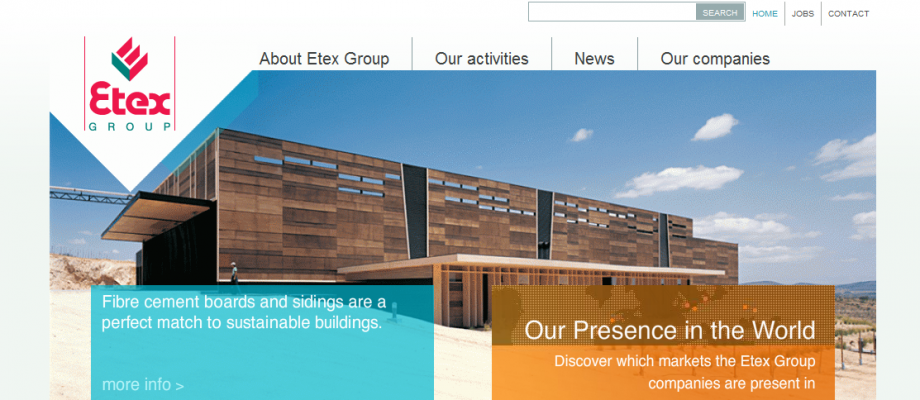 SEARCH
HOME
JOBS
CONTACT
Etex
GROUP
About Etex Group
Our activities
News
Our companies
Fibre cement boards and sidings are a
perfect match to sustainable buildings.
more info >
Our Presence in the World
Discover which markets the Etex Group
companies are present in